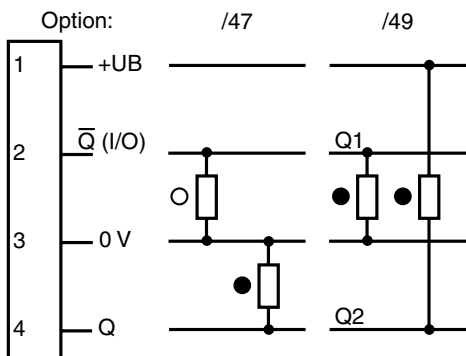 Option: /47 /49
1 +UB
2 Q̅ (I/O) Q1
3 0 V
4 Q Q2